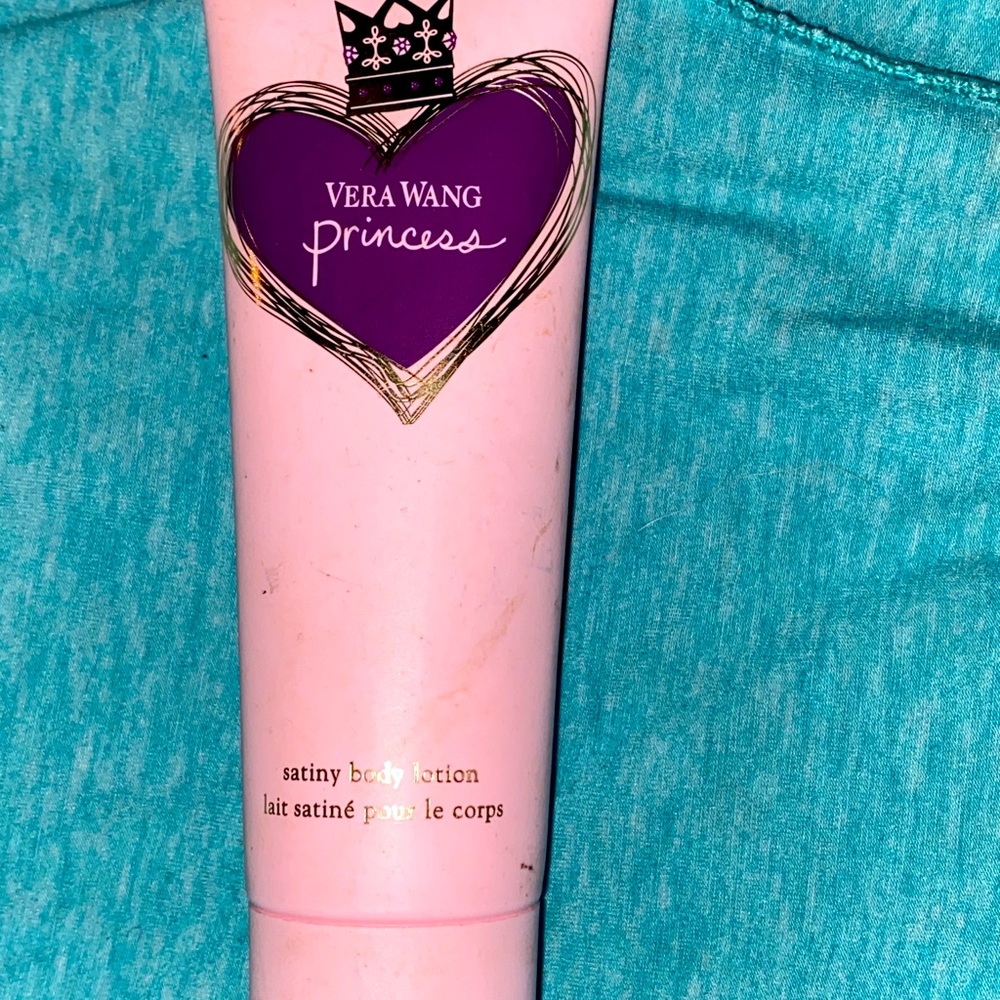 VERA WANG
princess
satiny body lotion
lait satiné pour le corps